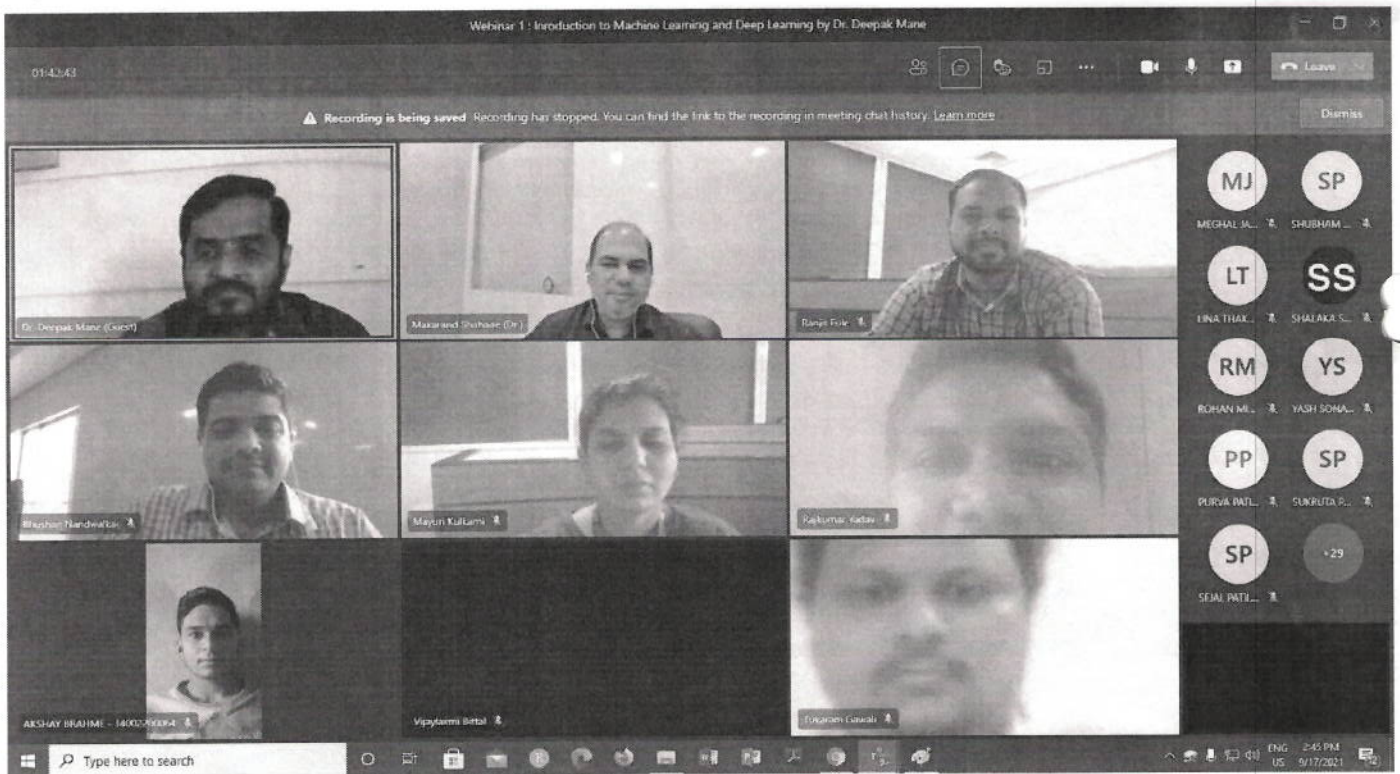 Webinar 1 : Inroduction to Machine Learning and Deep Learning by Dr. Deepak Mane
01:42:43
Leave
Recording is being saved Recording has stopped. You can find the link to the recording in meeting chat history. Learn more
Dismiss
Dr. Deepak Mane (Guest)
Makarand Shahade (Dr.)
Ranjit
MJ
SP
MEGHAL JA...
SHUBHAM ...
LT
SS
LINA THAK...
SHALAKA S...
Bhushan Nandwalkar
Mayuri Kulkarni
Rajkumar Yadav
RM
YS
ROHAN MI...
YASH SONA...
PP
SP
PURVA PATI...
SUKRUTA P...
AKSHAY BRAHME -
Vijaylaxmi Bittal
Tukaram Gawali
SP
+29
SEJAL PATIL...
Type here to search
ENG
US
2:45 PM
9/17/2021